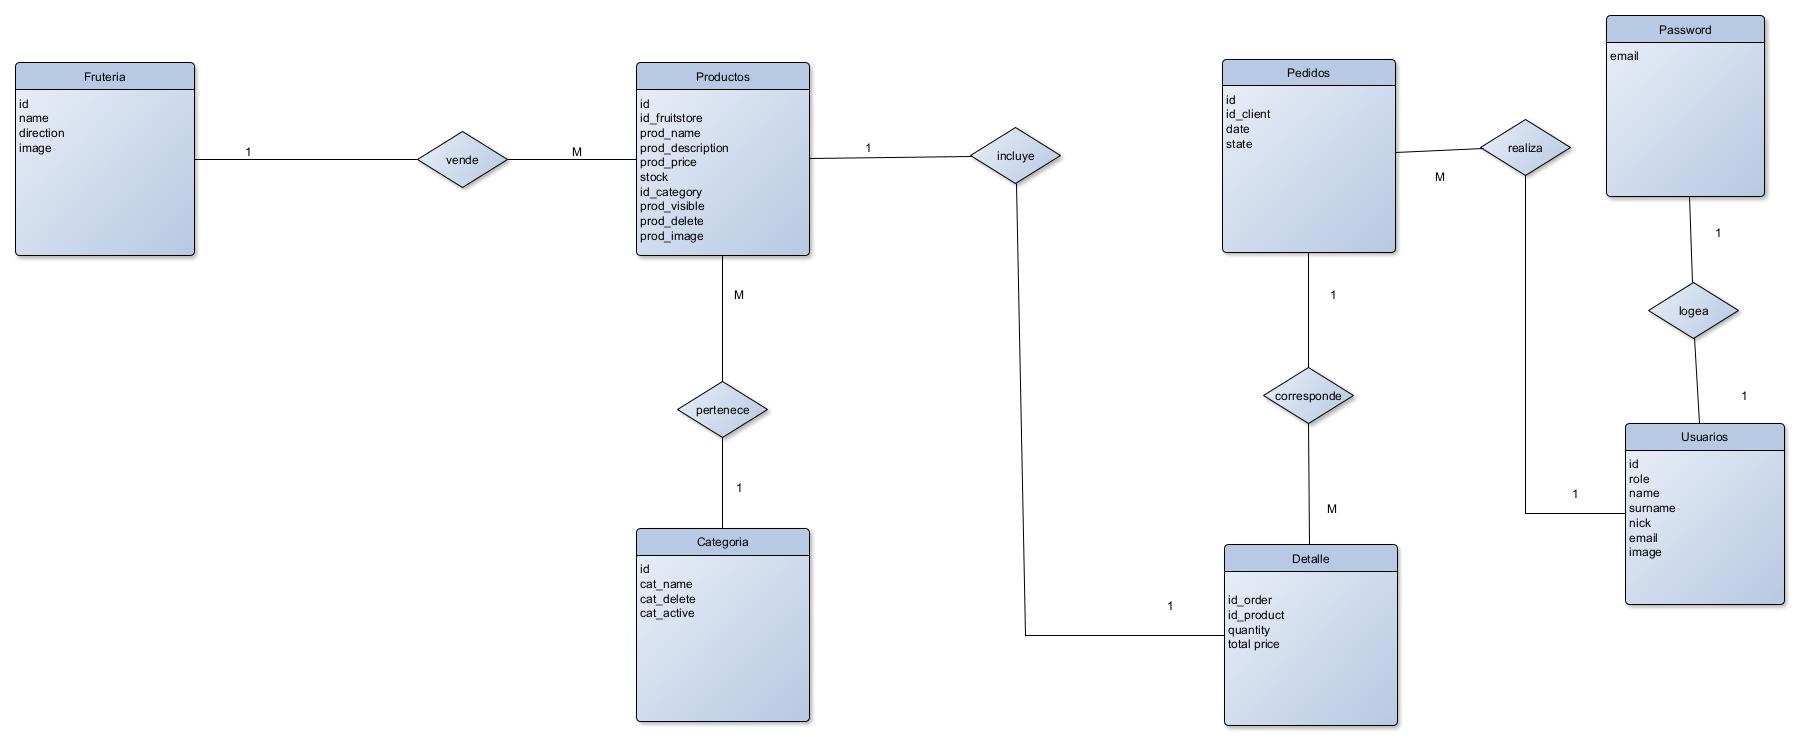 Fruteria
id
name
direction
image
1
vende
M
Productos
id
id_fruitstore
prod_name
prod_description
prod_price
stock
id_category
prod_visible
prod_delete
prod_image
1
incluye
1
M
pertenece
1
Categoria
id
cat_name
cat_delete
cat_active
Pedidos
id
id_client
date
state
M
realiza
1
1
corresponde
M
Detalle
id_order
id_product
quantity
total price
Password
email
1
logea
1
Usuarios
id
role
name
surname
nick
email
image